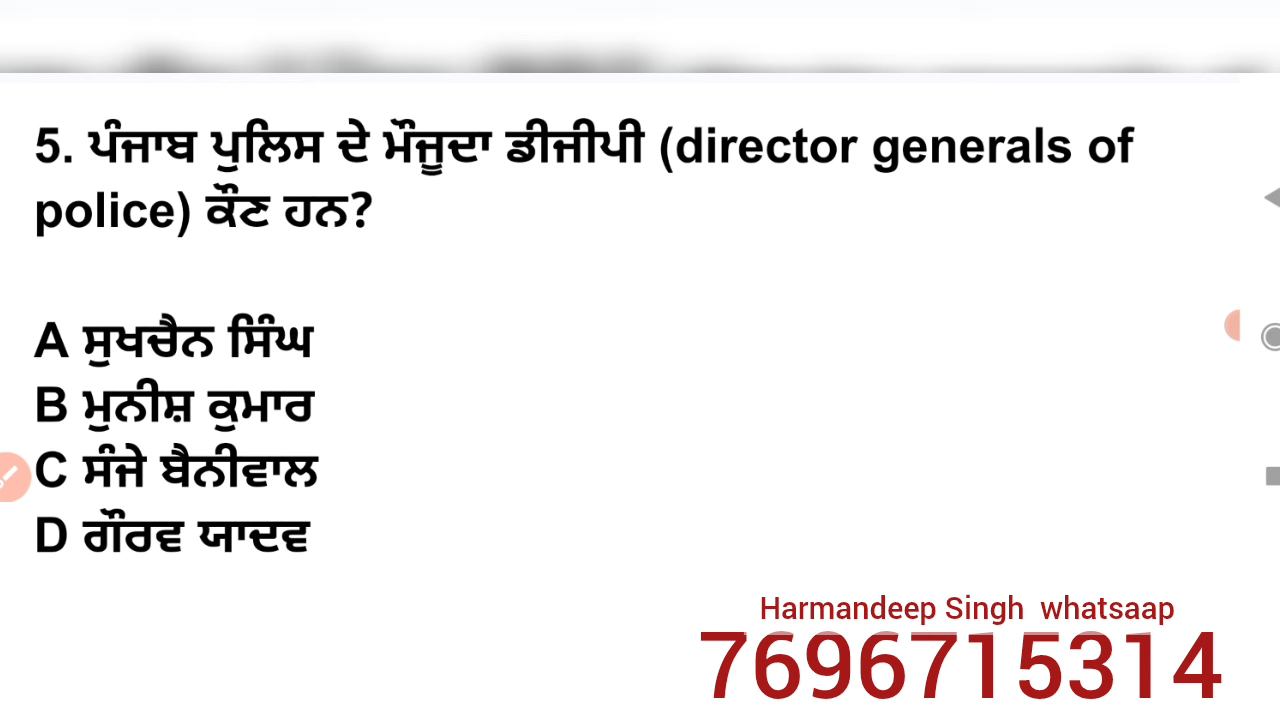 5. ਪੰਜਾਬ ਪੁਲਿਸ ਦੇ ਮੌਜੂਦਾ ਡੀਜੀਪੀ (director generals of
police) ਕੌਣ ਹਨ?
A ਸੁਖਚੈਨ ਸਿੰਘ
B ਮੁਨੀਸ਼ ਕੁਮਾਰ
C ਸੰਜੇ ਬੈਨੀਵਾਲ
D ਗੌਰਵ ਯਾਦਵ
Harmandeep Singh whatsaap
7696715314